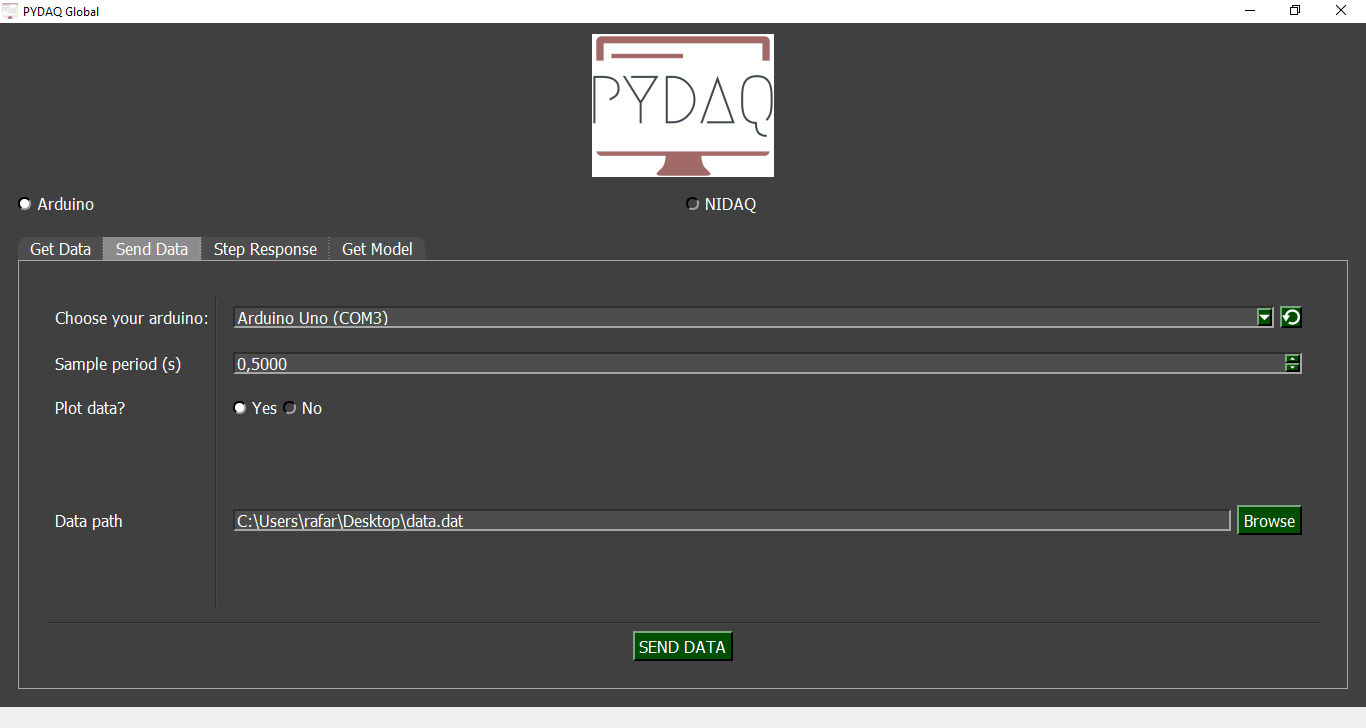 PYDAQ Global
PYDAQ
Arduino NIDAQ
Get Data Send Data Step Response Get Model
Choose your arduino: Arduino Uno (COM3)
Sample period (s) 0,5000
Plot data? Yes No
Data path C:\Users\rafar\Desktop\data.dat Browse
SEND DATA